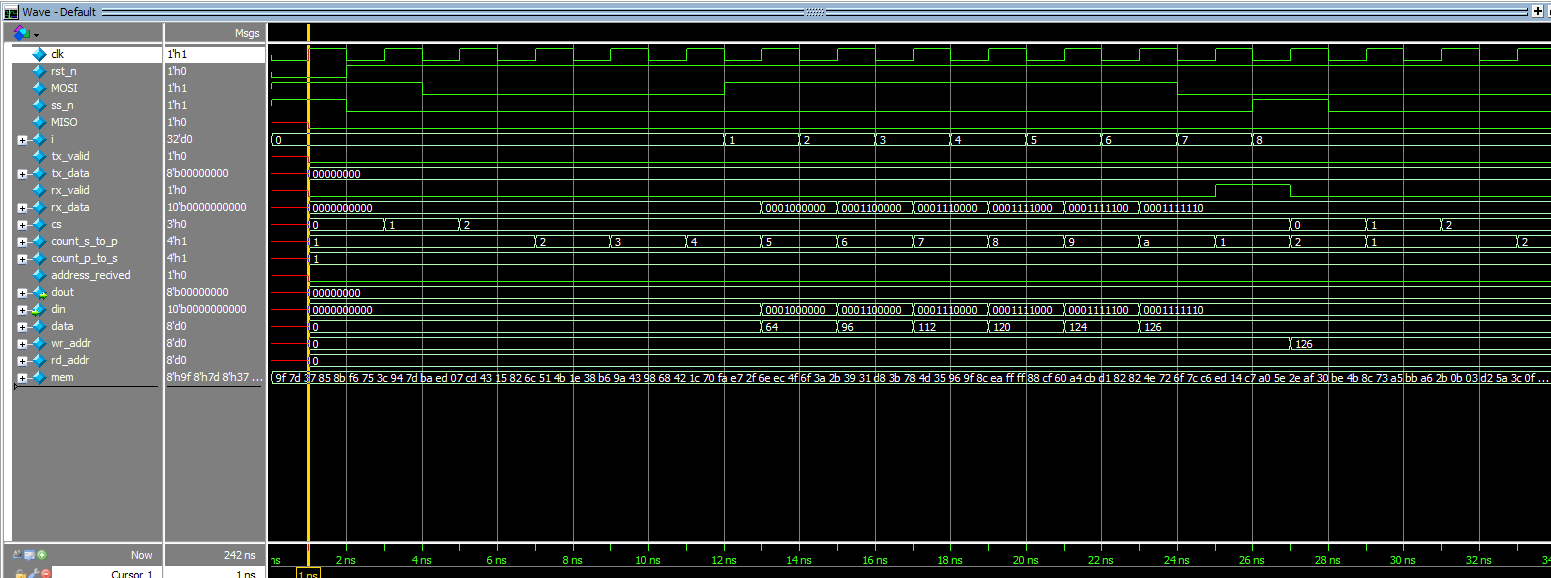 Wave - Default
Msgs
clk 1'h1
rst_n 1'h0
MOSI 1'h1
ss_n 1'h1
MISO 1'h0
i 32'd0 0 1 2 3 4 5 6 7 8
tx_valid 1'h0
tx_data 8'b00000000 00000000
rx_valid 1'h0
rx_data 10'b0000000000 0000000000 0001000000 0001100000 0001110000 0001111000 0001111100 0001111110
cs 3'h0 0 1 2 0 1 2
count_s_to_p 4'h1 1 2 3 4 5 6 7 8 9 a 1 2 1 2
count_p_to_s 4'h1 1
address_recived 1'h0
dout 8'b00000000 00000000
din 10'b0000000000 0000000000 0001000000 0001100000 0001110000 0001111000 0001111100 0001111110
data 8'd0 0 64 96 112 120 124 126
wr_addr 8'd0 0 126
rd_addr 8'd0 0
mem 8'h9f 8'h7d 8'h37 ... 9f 7d 37 85 8b f6 75 3c 94 7d ba ed 07 cd 43 15 82 6c 51 4b 1e 38 b6 9a 43 98 68 42 1c 70 fa e7 2f 6e ec 4f 6f 3a 2b 39 31 d8 3b 78 4d 35 96 9f 8c ea ff ff 88 cf 60 a4 cb d1 82 82 4e 72 6f 7c c6 ed 14 c7 a0 5e 2e af 30 be 4b 8c 73 a5 bb a6 2b 0b 03 d2 5a 3c 0f ...
Now 242 ns 2 ns 4 ns 6 ns 8 ns 10 ns 12 ns 14 ns 16 ns 18 ns 20 ns 22 ns 24 ns 26 ns 28 ns 30 ns 32 ns
Cursor 1 1 ns 1 ns